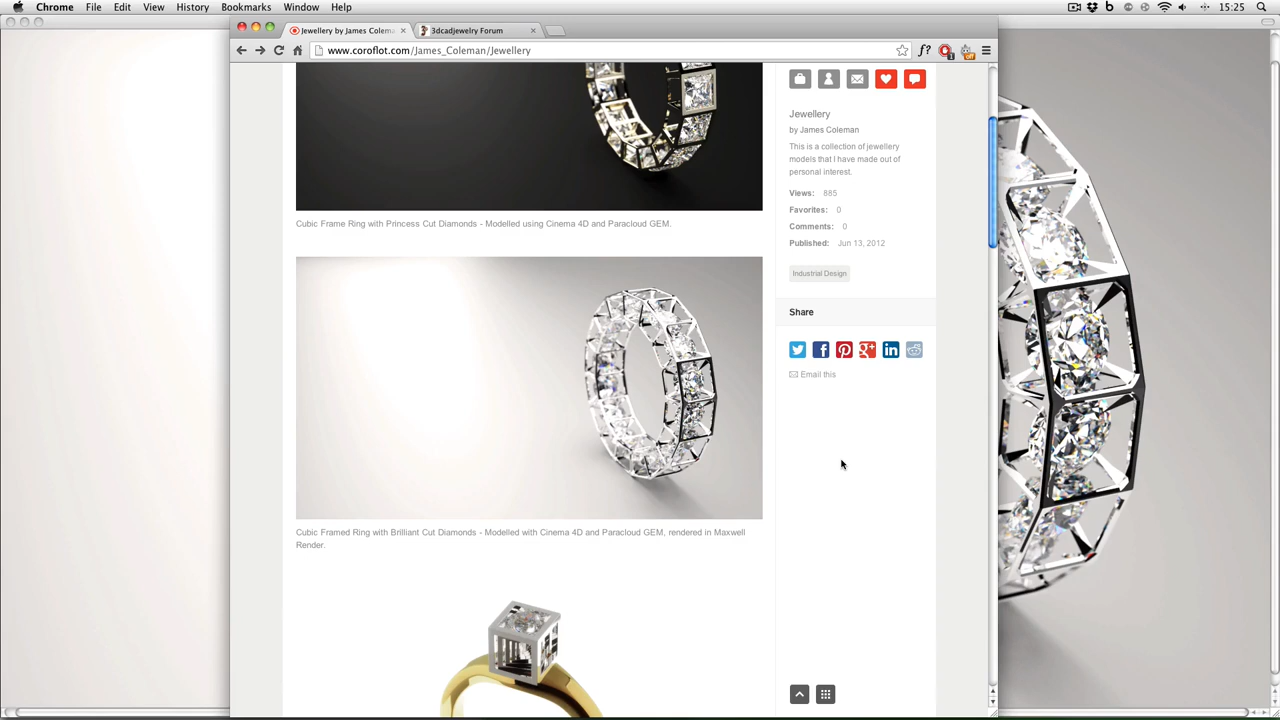 Chrome File Edit View History Bookmarks Window Help 15:25
Jewellery by James Colem
3dcadjewelry Forum
www.coroflot.com/James_Coleman/Jewellery
f?
Cubic Frame Ring with Princess Cut Diamonds - Modelled using Cinema 4D and Paracloud GEM.
Cubic Framed Ring with Brilliant Cut Diamonds - Modelled with Cinema 4D and Paracloud GEM, rendered in Maxwell
Render.
Jewellery
by James Coleman
This is a collection of jewellery
models that I have made out of
personal interest.
Views: 885
Favorites: 0
Comments: 0
Published: Jun 13, 2012
Industrial Design
Share
Email this